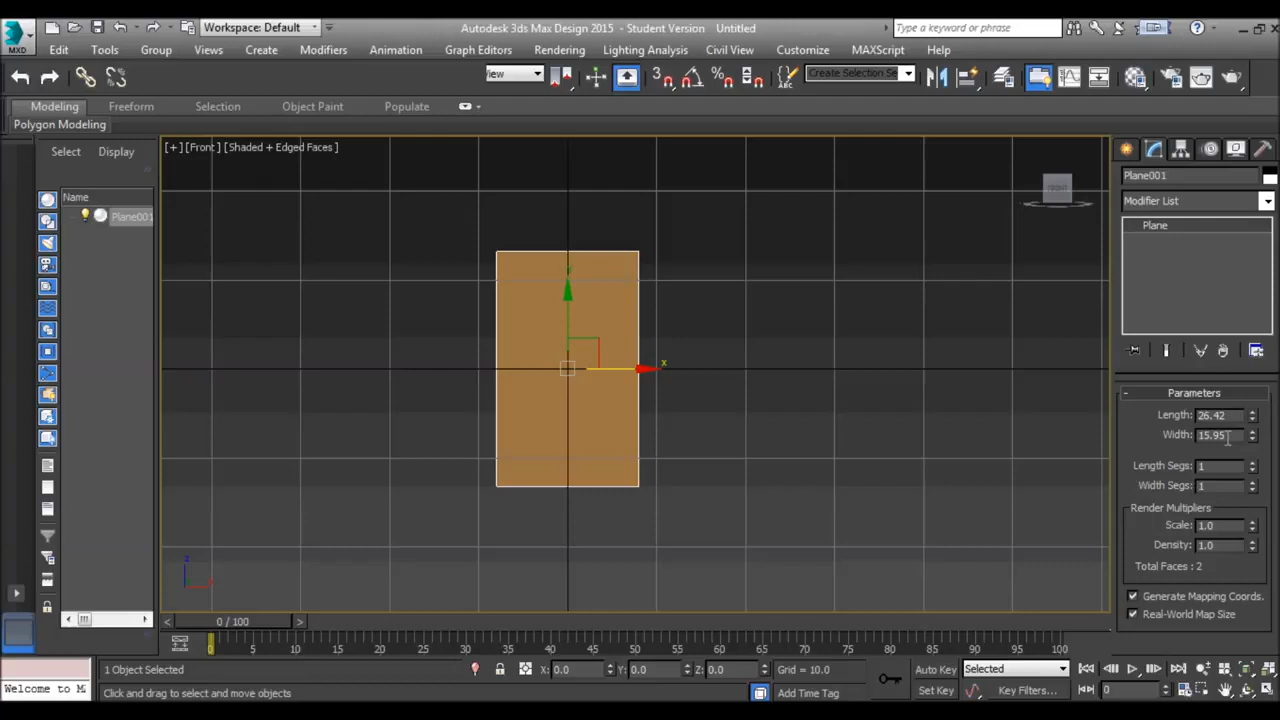 Workspace: Default
Autodesk 3ds Max Design 2015 - Student Version Untitled
Type a keyword or phrase
MXD
Edit Tools Group Views Create Modifiers Animation Graph Editors Rendering Lighting Analysis Civil View Customize MAXScript Help
View
3 % ABC
Create Selection Se
Modeling Freeform Selection Object Paint Populate
Polygon Modeling
Select Display
[+] [Front] [Shaded + Edged Faces]
Name
Plane001
FRONT
Plane001
Modifier List
Plane
y
x
z
Parameters
Length: 26.42
Width: 15.95
Length Segs: 1
Width Segs: 1
Render Multipliers
Scale: 1.0
Density: 1.0
Total Faces : 2
Generate Mapping Coords.
Real-World Map Size
0 / 100
0 5 10 15 20 25 30 35 40 45 50 55 60 65 70 75 80 85 90 95 100
1 Object Selected
X: 0.0 Y: 0.0 Z: 0.0
Grid = 10.0
Auto Key Selected
Welcome to M
Click and drag to select and move objects
Add Time Tag
Set Key Key Filters... 0